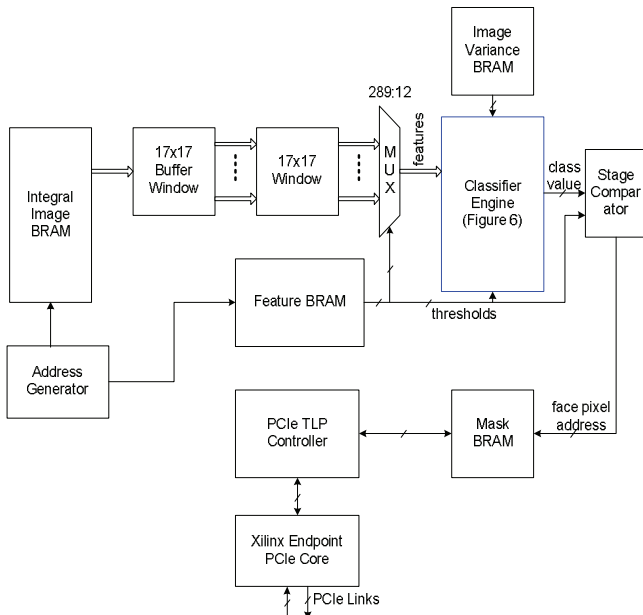 Image
Variance
BRAM
289:12
17x17
Buffer
Window
17x17
Window
M
U
X
features
Integral
Image
BRAM
Classifier
Engine
(Figure 6)
class
value
Stage
Compar
ator
Feature BRAM
thresholds
Address
Generator
PCIe TLP
Controller
Mask
BRAM
face pixel
address
Xilinx Endpoint
PCIe Core
PCIe Links